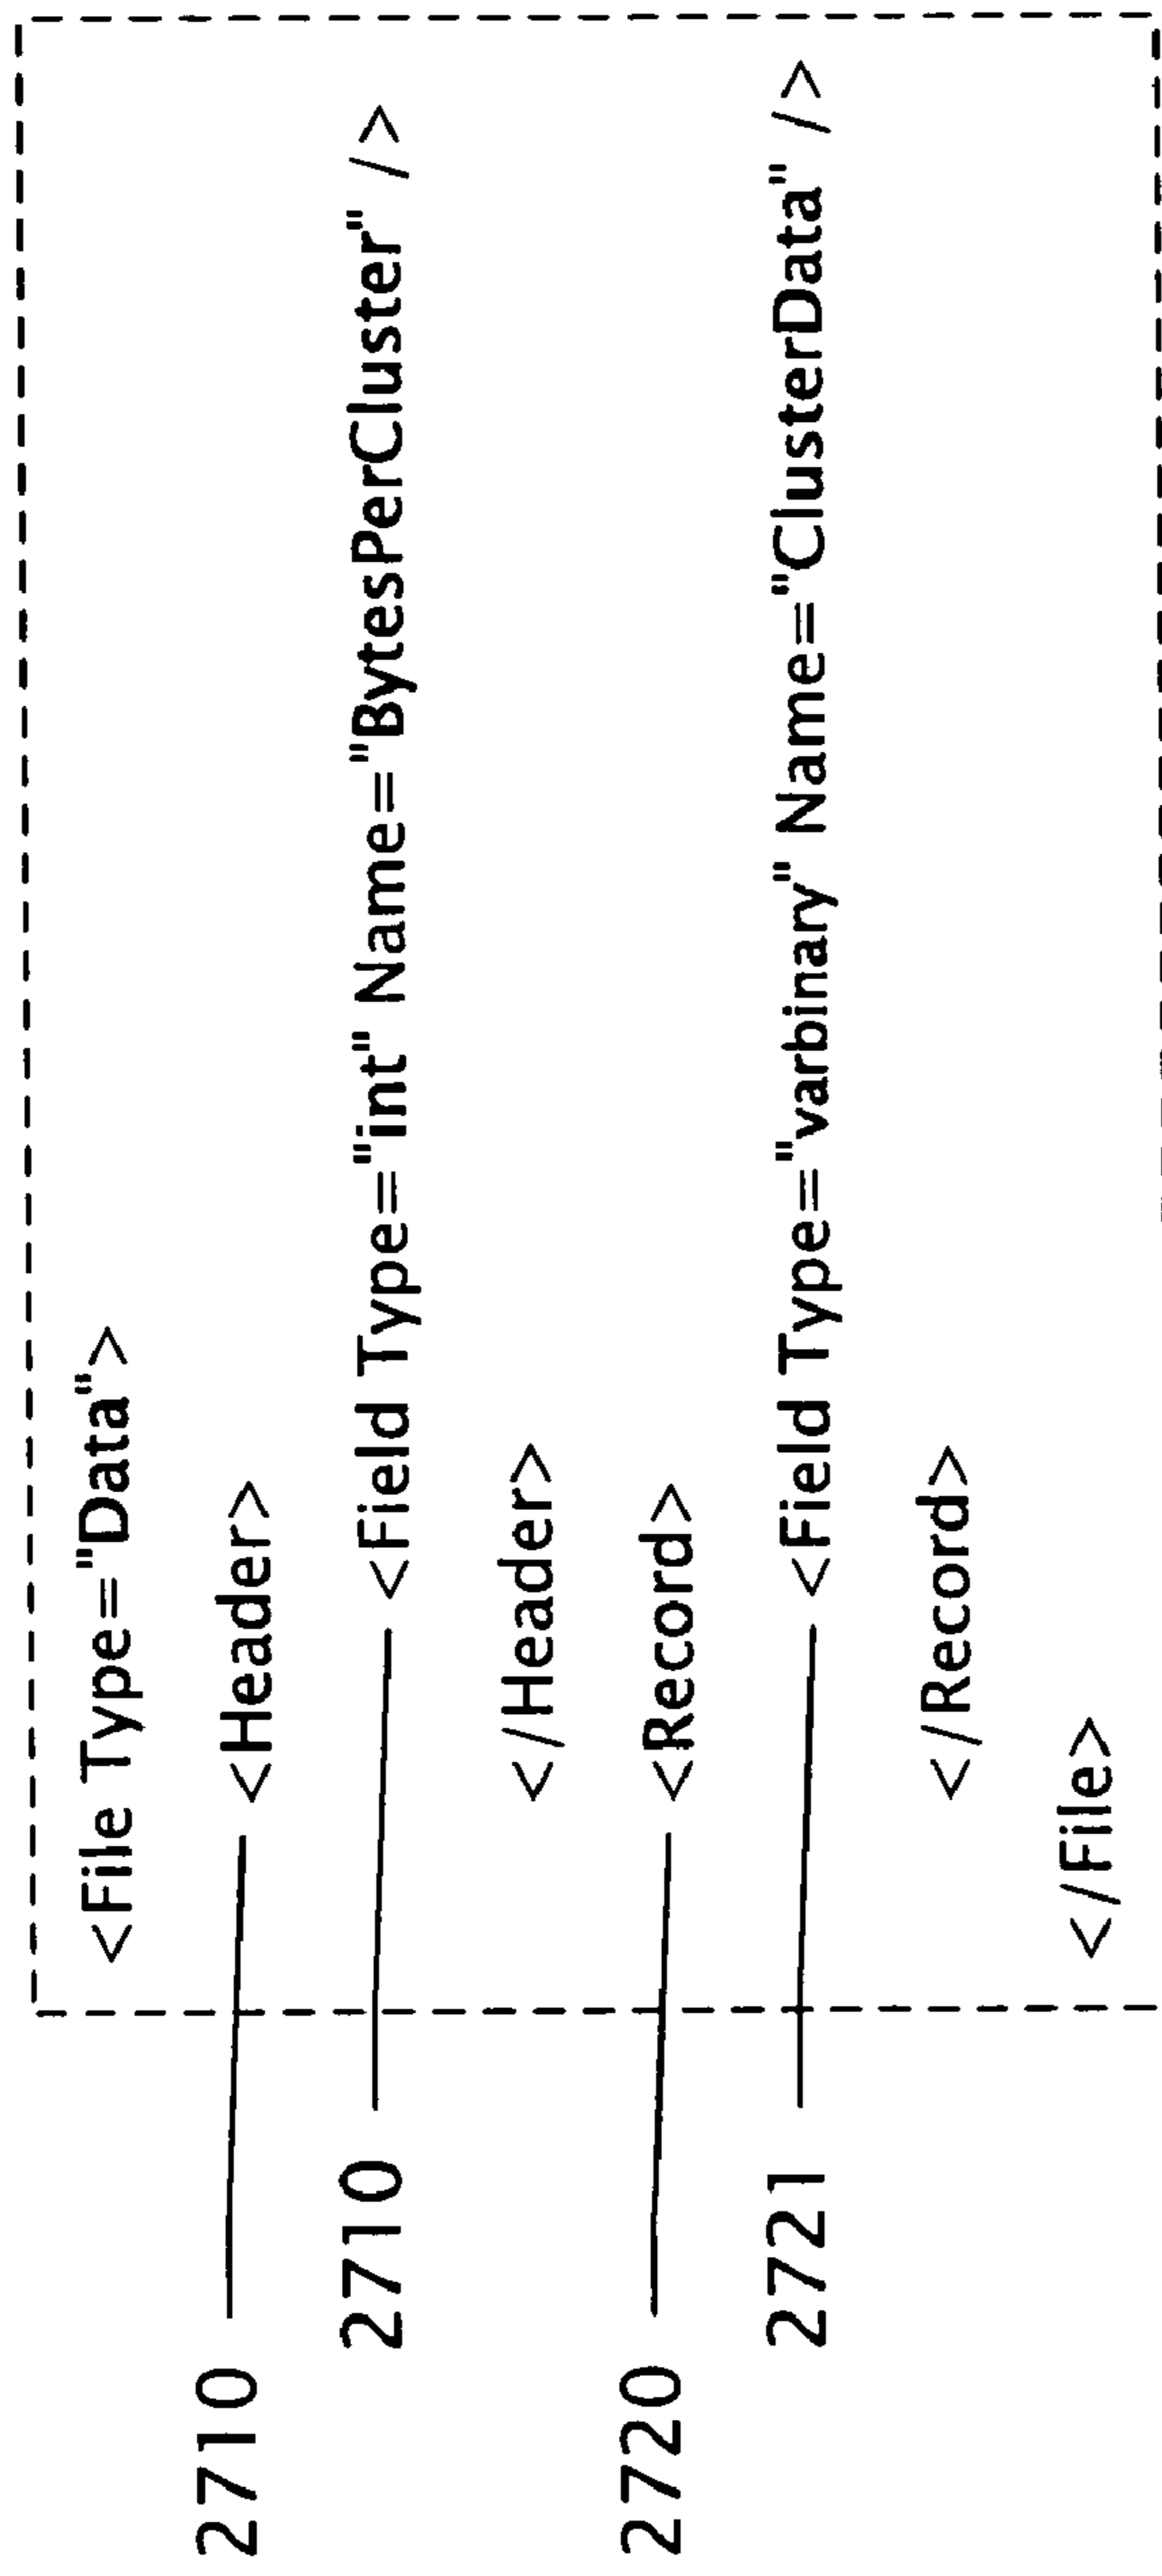 <File Type="Data">
2710 <Header>
2710 <Field Type="int" Name="BytesPerCluster" />
</Header>
2720 <Record>
2721 <Field Type="varbinary" Name="ClusterData" />
</Record>
</File>